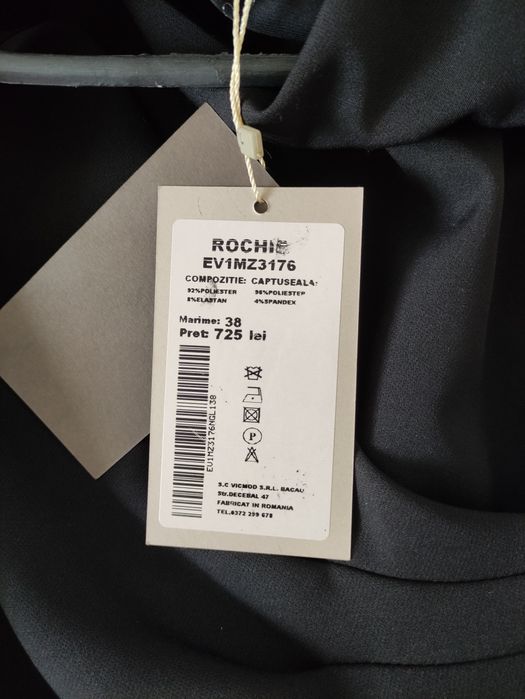 ROCHIE
EV1MZ3176
COMPOZITIE: CAPTUSEALA:
92%POLIESTER 96%POLIESTER
8%ELASTAN 4%SPANDEX
Marime: 38
Pret: 725 lei
EV1MZ3176NGL138
P
S.C VICMOD S.R.L. BACAU
Str.DECEBAL 47
FABRICAT IN ROMANIA
TEL.0372 299 678